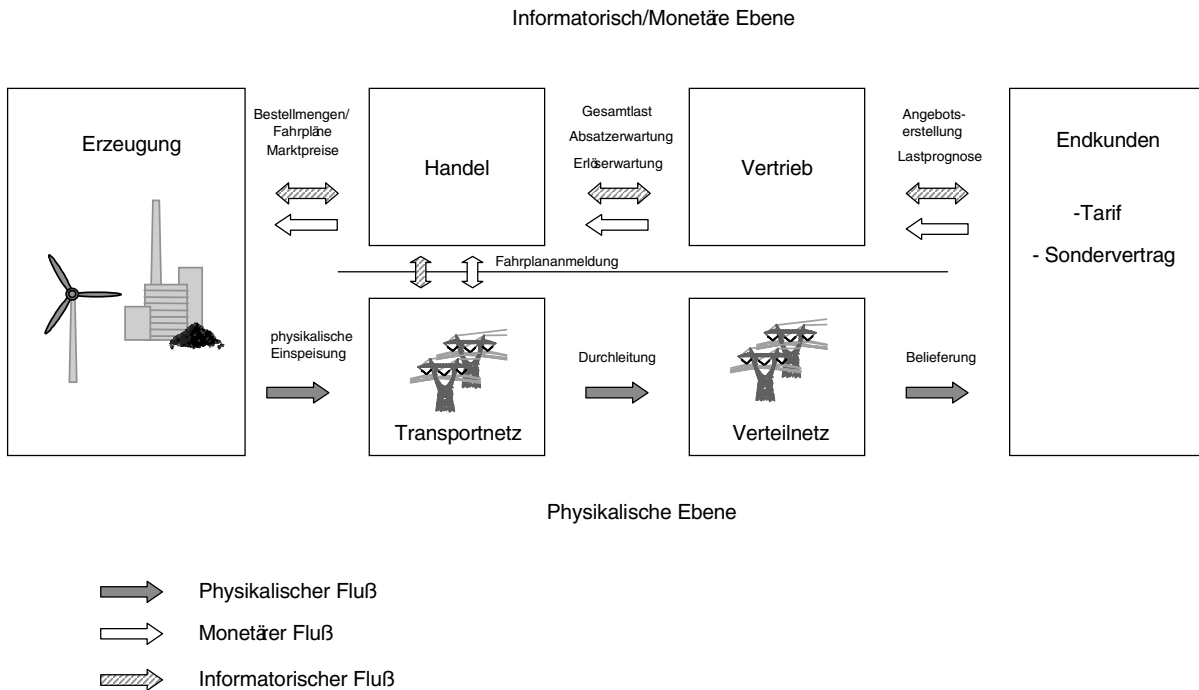 Informatorisch/Monetäre Ebene
Erzeugung
Bestellmengen/
Fahrpläne
Marktpreise
Handel
Gesamtlast
Absatzerwartung
Erlöserwartung
Vertrieb
Angebots-
erstellung
Lastprognose
Endkunden
-Tarif
- Sondervertrag
Fahrplananmeldung
physikalische
Einspeisung
Transportnetz
Durchleitung
Verteilnetz
Belieferung
Physikalische Ebene
Physikalischer Fluß
Monetärer Fluß
Informatorischer Fluß